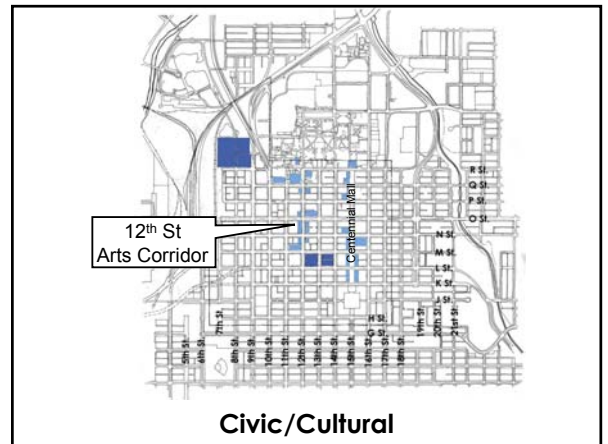 R St.
Q St.
P St.
O St.
N St.
M St.
L St.
K St.
J St.
H St.
G St.
Centennial Mall
12th St
Arts Corridor
5th St.
6th St.
7th St.
8th St.
9th St.
10th St.
11th St.
12th St.
13th St.
14th St.
15th St.
16th St.
17th St.
18th St.
19th St.
20th St.
21st St.
Civic/Cultural